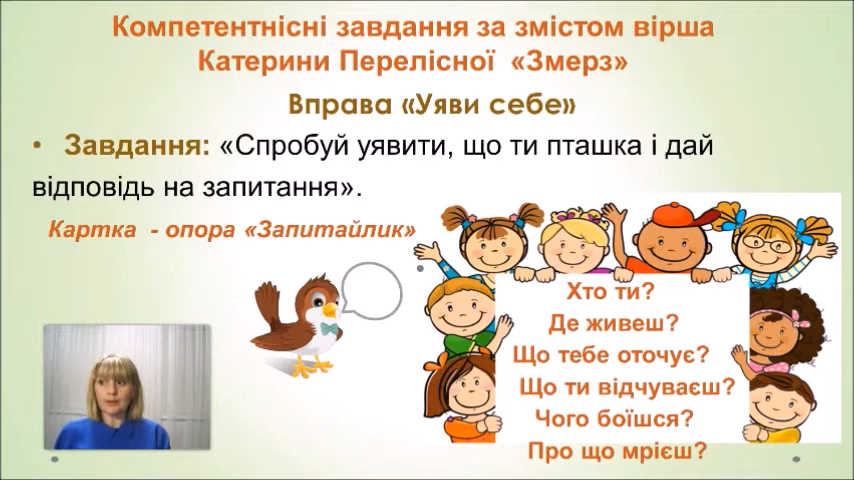 Компетентнісні завдання за змістом вірша
Катерини Перелісної «Змерз»
Вправа «Уяви себе»
• Завдання: «Спробуй уявити, що ти пташка і дай
відповідь на запитання».
Картка - опора «Запитайлик»
Хто ти?
Де живеш?
Що тебе оточує?
Що ти відчуваєш?
Чого боїшся?
Про що мрієш?